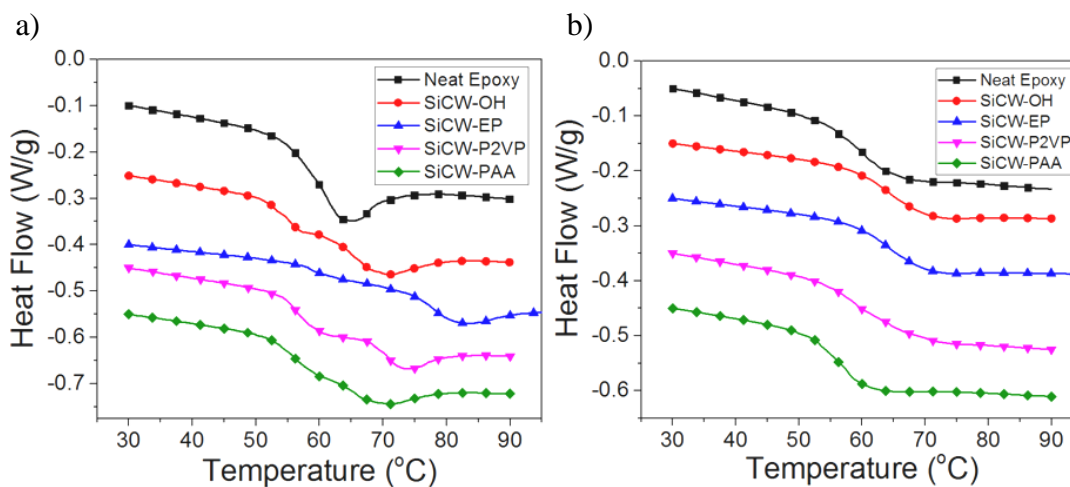 a)
0.0
-0.1
-0.2
-0.3
-0.4
-0.5
-0.6
-0.7
Heat Flow (W/g)
Neat Epoxy
SiCW-OH
SiCW-EP
SiCW-P2VP
SiCW-PAA
30 40 50 60 70 80 90
Temperature (°C)
b)
0.0
-0.1
-0.2
-0.3
-0.4
-0.5
-0.6
Heat Flow (W/g)
Neat Epoxy
SiCW-OH
SiCW-EP
SiCW-P2VP
SiCW-PAA
30 40 50 60 70 80 90
Temperature (°C)